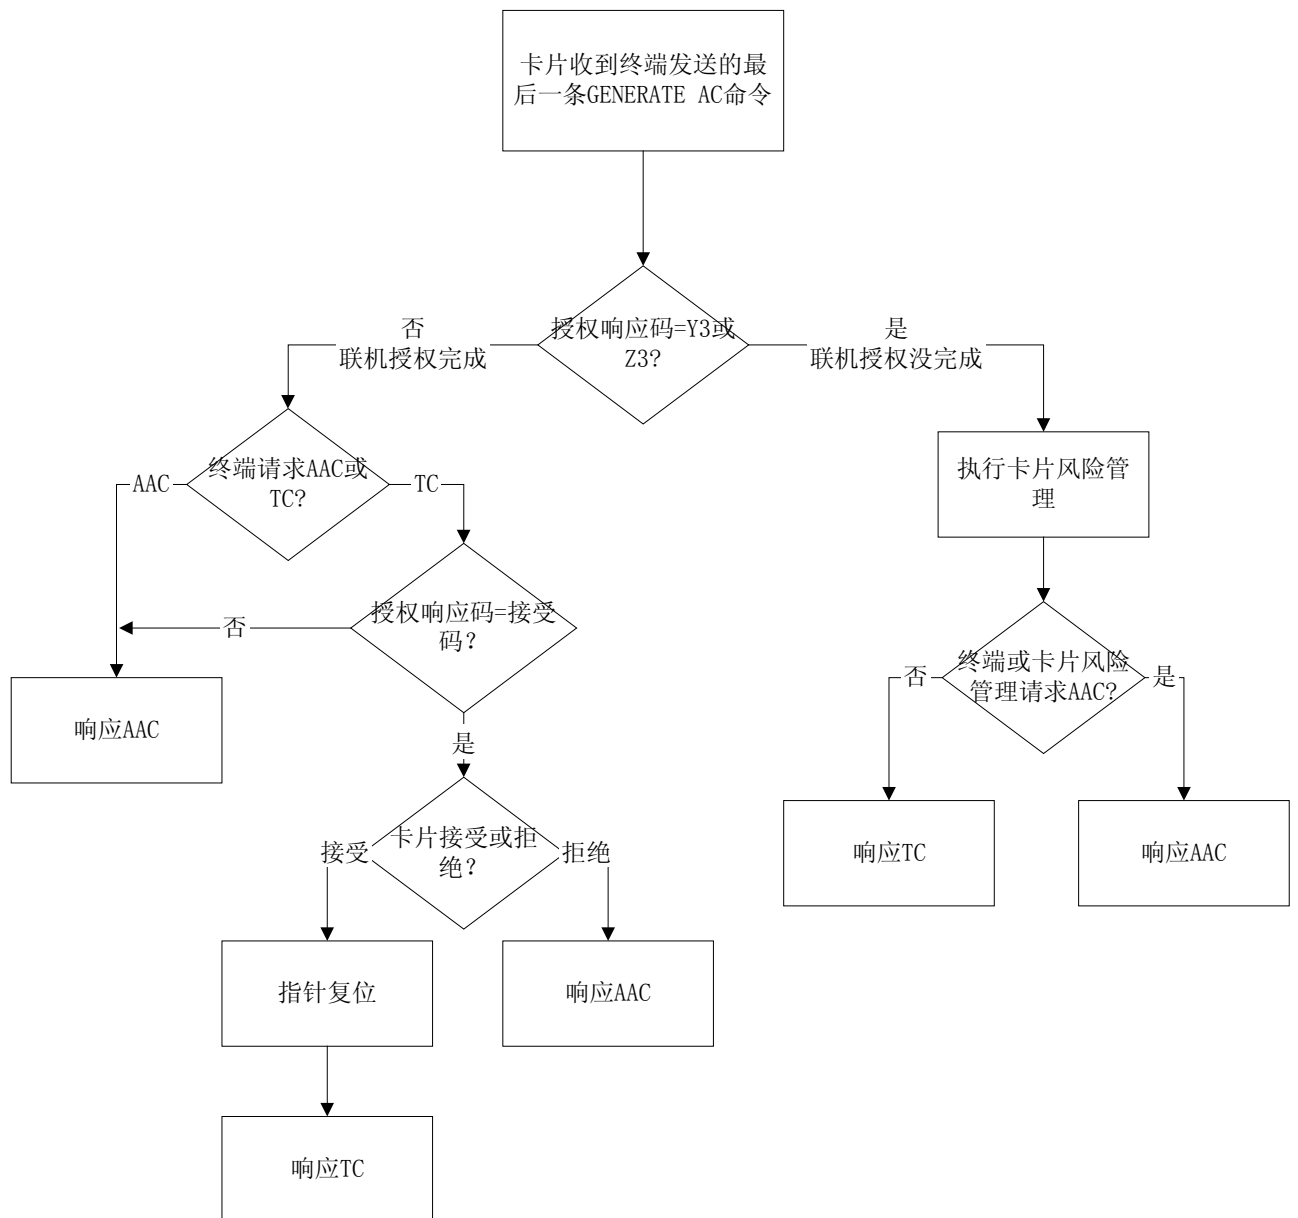 卡片收到终端发送的最
后一条GENERATE AC命令
授权响应码=Y3或
Z3?
否
联机授权完成
是
联机授权没完成
终端请求AAC或
TC?
AAC
TC
执行卡片风险管
理
授权响应码=接受
码?
否
终端或卡片风险
管理请求AAC?
否
是
响应AAC
是
卡片接受或拒
绝?
接受
拒绝
响应TC
响应AAC
指针复位
响应AAC
响应TC